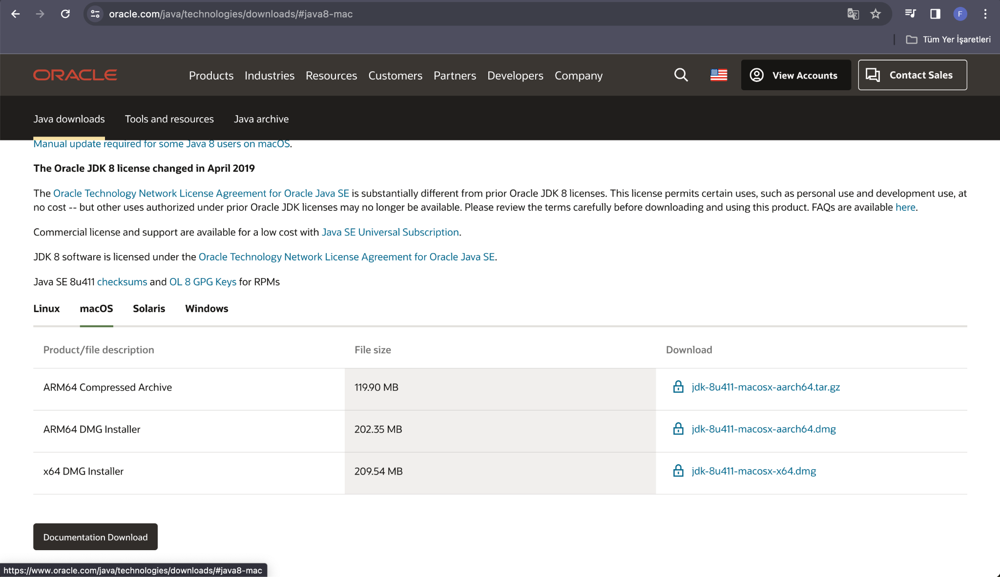 oracle.com/java/technologies/downloads/#java8-mac
F
Tüm Yer İşaretleri
ORACLE
Products Industries Resources Customers Partners Developers Company
View Accounts
Contact Sales
Java downloads Tools and resources Java archive
Manual update required for some Java 8 users on macOS.
The Oracle JDK 8 license changed in April 2019
The Oracle Technology Network License Agreement for Oracle Java SE is substantially different from prior Oracle JDK 8 licenses. This license permits certain uses, such as personal use and development use, at
no cost -- but other uses authorized under prior Oracle JDK licenses may no longer be available. Please review the terms carefully before downloading and using this product. FAQs are available here.
Commercial license and support are available for a low cost with Java SE Universal Subscription.
JDK 8 software is licensed under the Oracle Technology Network License Agreement for Oracle Java SE.
Java SE 8u411 checksums and OL 8 GPG Keys for RPMs
Linux macOS Solaris Windows
Product/file description File size Download
ARM64 Compressed Archive 119.90 MB jdk-8u411-macosx-aarch64.tar.gz
ARM64 DMG Installer 202.35 MB jdk-8u411-macosx-aarch64.dmg
x64 DMG Installer 209.54 MB jdk-8u411-macosx-x64.dmg
Documentation Download
https://www.oracle.com/java/technologies/downloads/#java8-mac